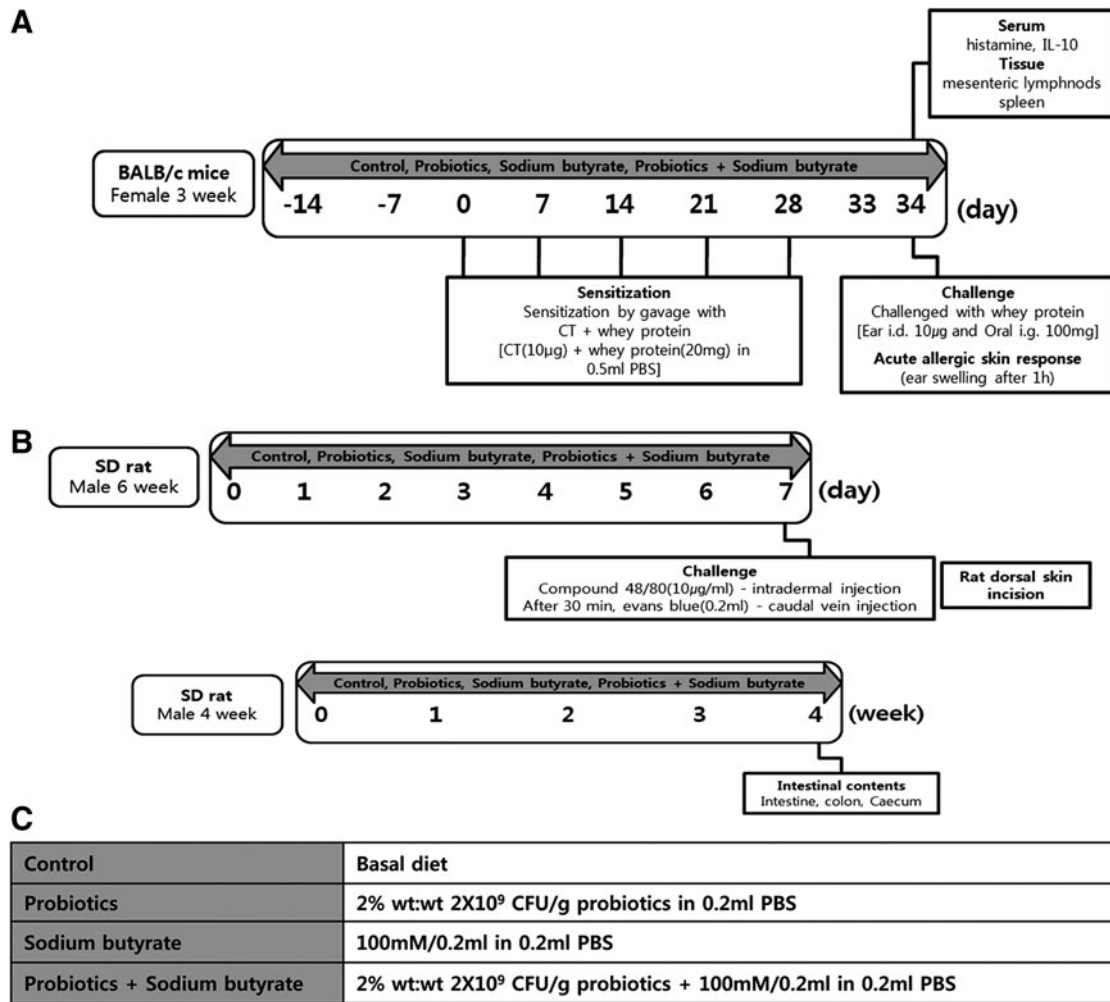 A
Serum
histamine, IL-10
Tissue
mesenteric lymphnods
spleen
BALB/c mice
Female 3 week
Control, Probiotics, Sodium butyrate, Probiotics + Sodium butyrate
-14 -7 0 7 14 21 28 33 34 (day)
Sensitization
Sensitization by gavage with
CT + whey protein
[CT(10μg) + whey protein(20mg) in
0.5ml PBS]
Challenge
Challenged with whey protein
[Ear i.d. 10μg and Oral i.g. 100mg]
Acute allergic skin response
(ear swelling after 1h)
B
SD rat
Male 6 week
Control, Probiotics, Sodium butyrate, Probiotics + Sodium butyrate
0 1 2 3 4 5 6 7 (day)
Challenge
Compound 48/80(10μg/ml) - intradermal injection
After 30 min, evans blue(0.2ml) - caudal vein injection
Rat dorsal skin
incision
SD rat
Male 4 week
Control, Probiotics, Sodium butyrate, Probiotics + Sodium butyrate
0 1 2 3 4 (week)
Intestinal contents
Intestine, colon, Caecum
C
Control Basal diet
Probiotics 2% wt:wt 2X10⁹ CFU/g probiotics in 0.2ml PBS
Sodium butyrate 100mM/0.2ml in 0.2ml PBS
Probiotics + Sodium butyrate 2% wt:wt 2X10⁹ CFU/g probiotics + 100mM/0.2ml in 0.2ml PBS